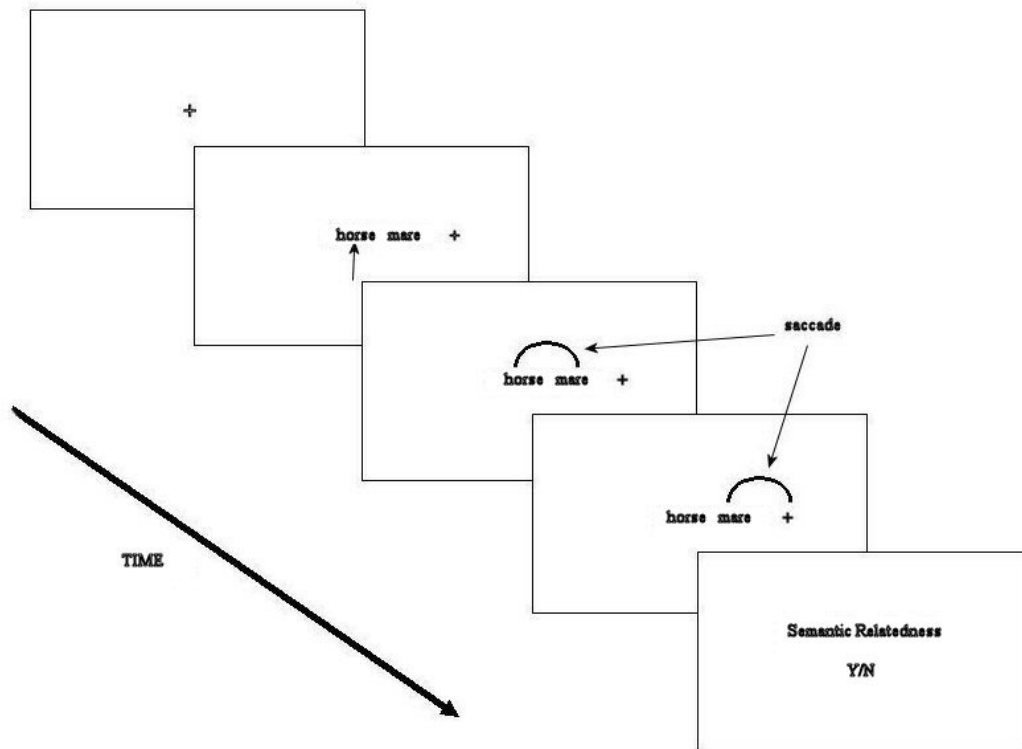 +
horse mare +
saccade
horse mare +
horse mare +
TIME
Semantic Relatedness
Y/N